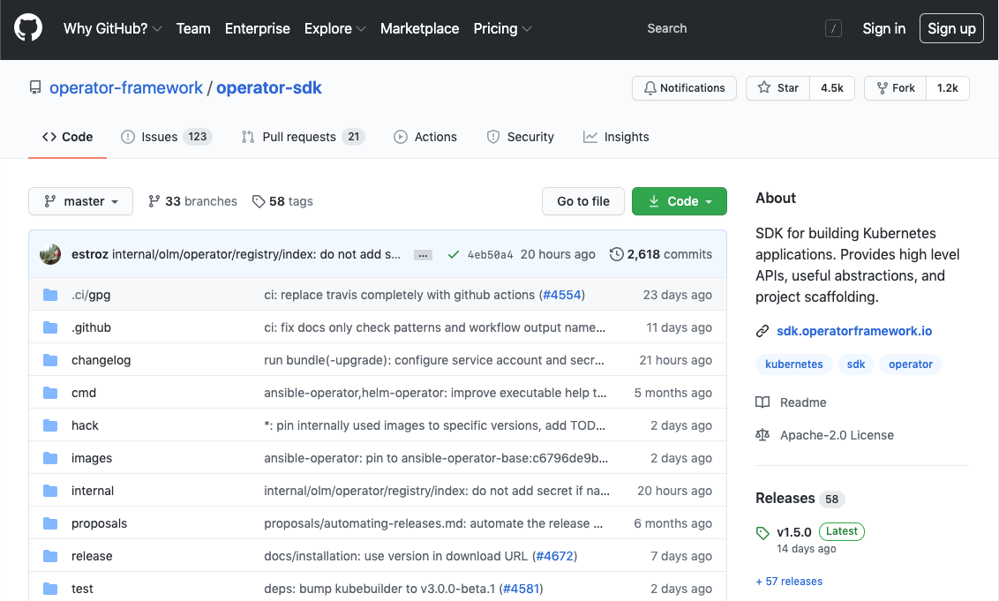 Why GitHub? Team Enterprise Explore Marketplace Pricing Search / Sign in Sign up
operator-framework / operator-sdk Notifications Star 4.5k Fork 1.2k
Code Issues 123 Pull requests 21 Actions Security Insights
master 33 branches 58 tags Go to file Code
estroz internal/olm/operator/registry/index: do not add s... ... 4eb50a4 20 hours ago 2,618 commits
.ci/gpg ci: replace travis completely with github actions (#4554) 23 days ago
.github ci: fix docs only check patterns and workflow output name... 11 days ago
changelog run bundle(-upgrade): configure service account and secr... 21 hours ago
cmd ansible-operator,helm-operator: improve executable help t... 5 months ago
hack *: pin internally used images to specific versions, add TOD... 2 days ago
images ansible-operator: pin to ansible-operator-base:c6796de9b... 2 days ago
internal internal/olm/operator/registry/index: do not add secret if na... 20 hours ago
proposals proposals/automating-releases.md: automate the release ... 6 months ago
release docs/installation: use version in download URL (#4672) 7 days ago
test deps: bump kubebuilder to v3.0.0-beta.1 (#4581) 2 days ago
About
SDK for building Kubernetes
applications. Provides high level
APIs, useful abstractions, and
project scaffolding.
sdk.operatorframework.io
kubernetes sdk operator
Readme
Apache-2.0 License
Releases 58
v1.5.0 Latest
14 days ago
+ 57 releases